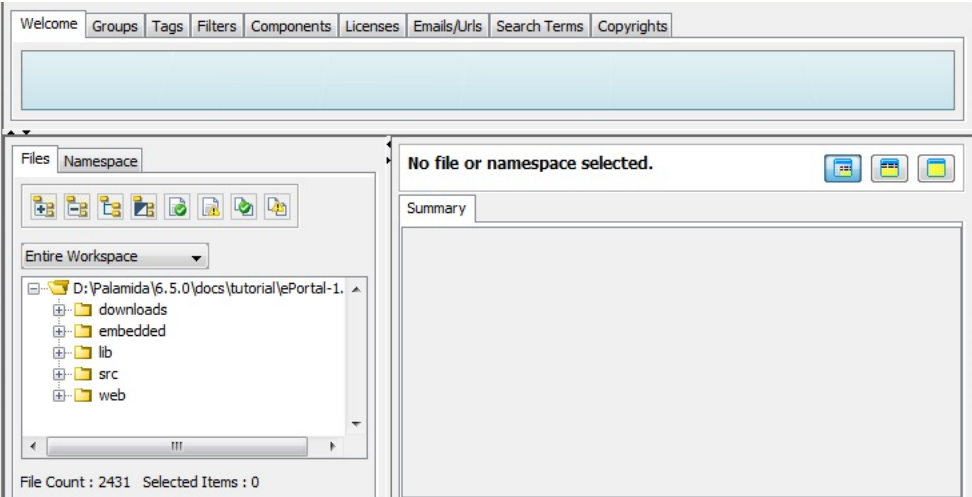 Welcome Groups Tags Filters Components Licenses Emails/Urls Search Terms Copyrights
Files Namespace
No file or namespace selected.
Summary
Entire Workspace
D:\Palamida\6.5.0\docs\tutorial\ePortal-1.
downloads
embedded
lib
src
web
File Count : 2431 Selected Items : 0